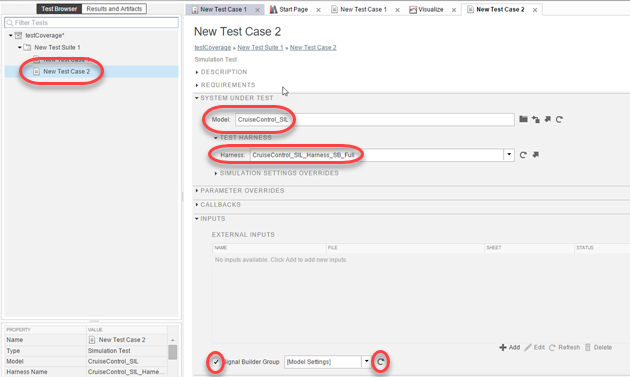 Test Browser Results and Artifacts
Filter Tests
testCoverage*
New Test Suite 1
New Test Case 1
New Test Case 2
New Test Case 1 Start Page New Test Case 1 Visualize New Test Case 2
New Test Case 2
testCoverage » New Test Suite 1 » New Test Case 2
Simulation Test
DESCRIPTION
REQUIREMENTS
SYSTEM UNDER TEST
Model: CruiseControl_SIL
TEST HARNESS
Harness: CruiseControl_SIL_Harness_SB_Full
SIMULATION SETTINGS OVERRIDES
PARAMETER OVERRIDES
CALLBACKS
INPUTS
EXTERNAL INPUTS
NAME FILE SHEET STATUS
No inputs available. Click Add to add new inputs.
Add Edit Refresh Delete
Signal Builder Group [Model Settings]
PROPERTY VALUE
Name New Test Case 2
Type Simulation Test
Model CruiseControl_SIL
Harness Name CruiseControl_SIL_Harne...